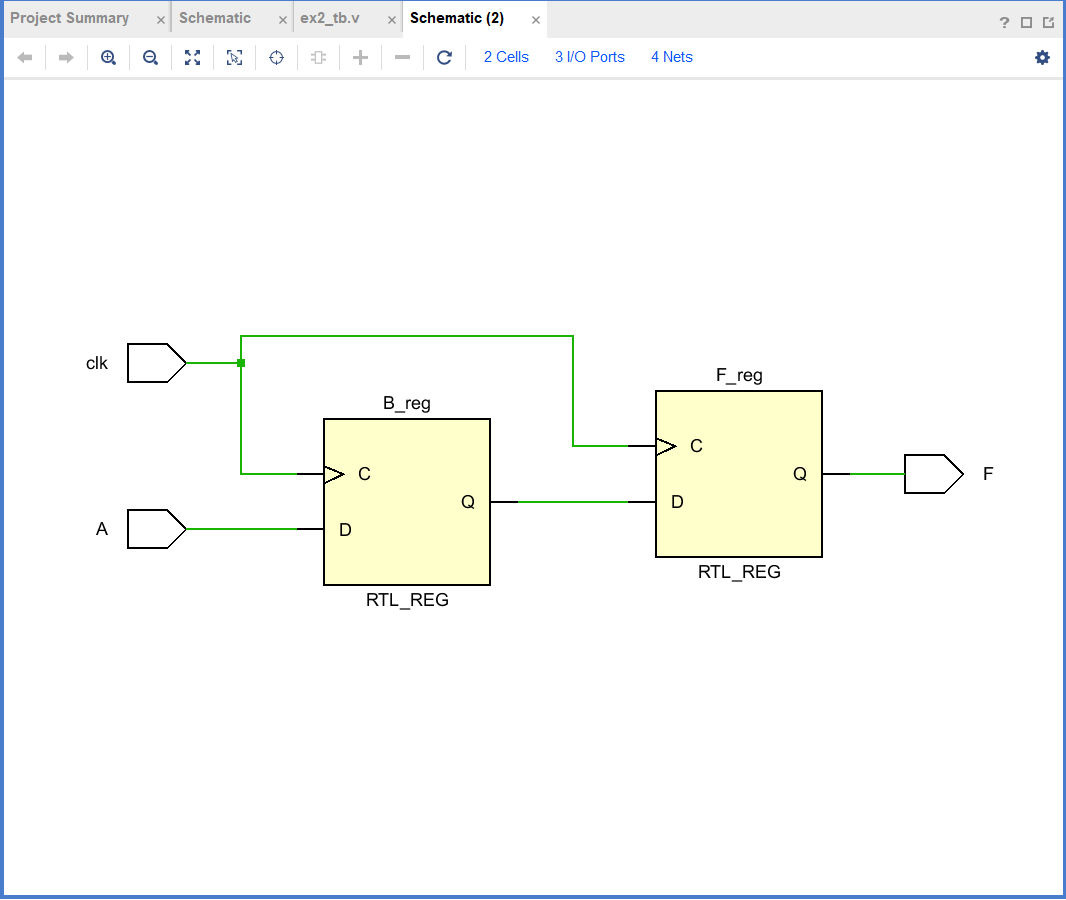 Project Summary × Schematic × ex2_tb.v × Schematic (2) × ?
2 Cells 3 I/O Ports 4 Nets
clk
F_reg
B_reg
C
C
Q
F
Q
D
A
D
RTL_REG
RTL_REG